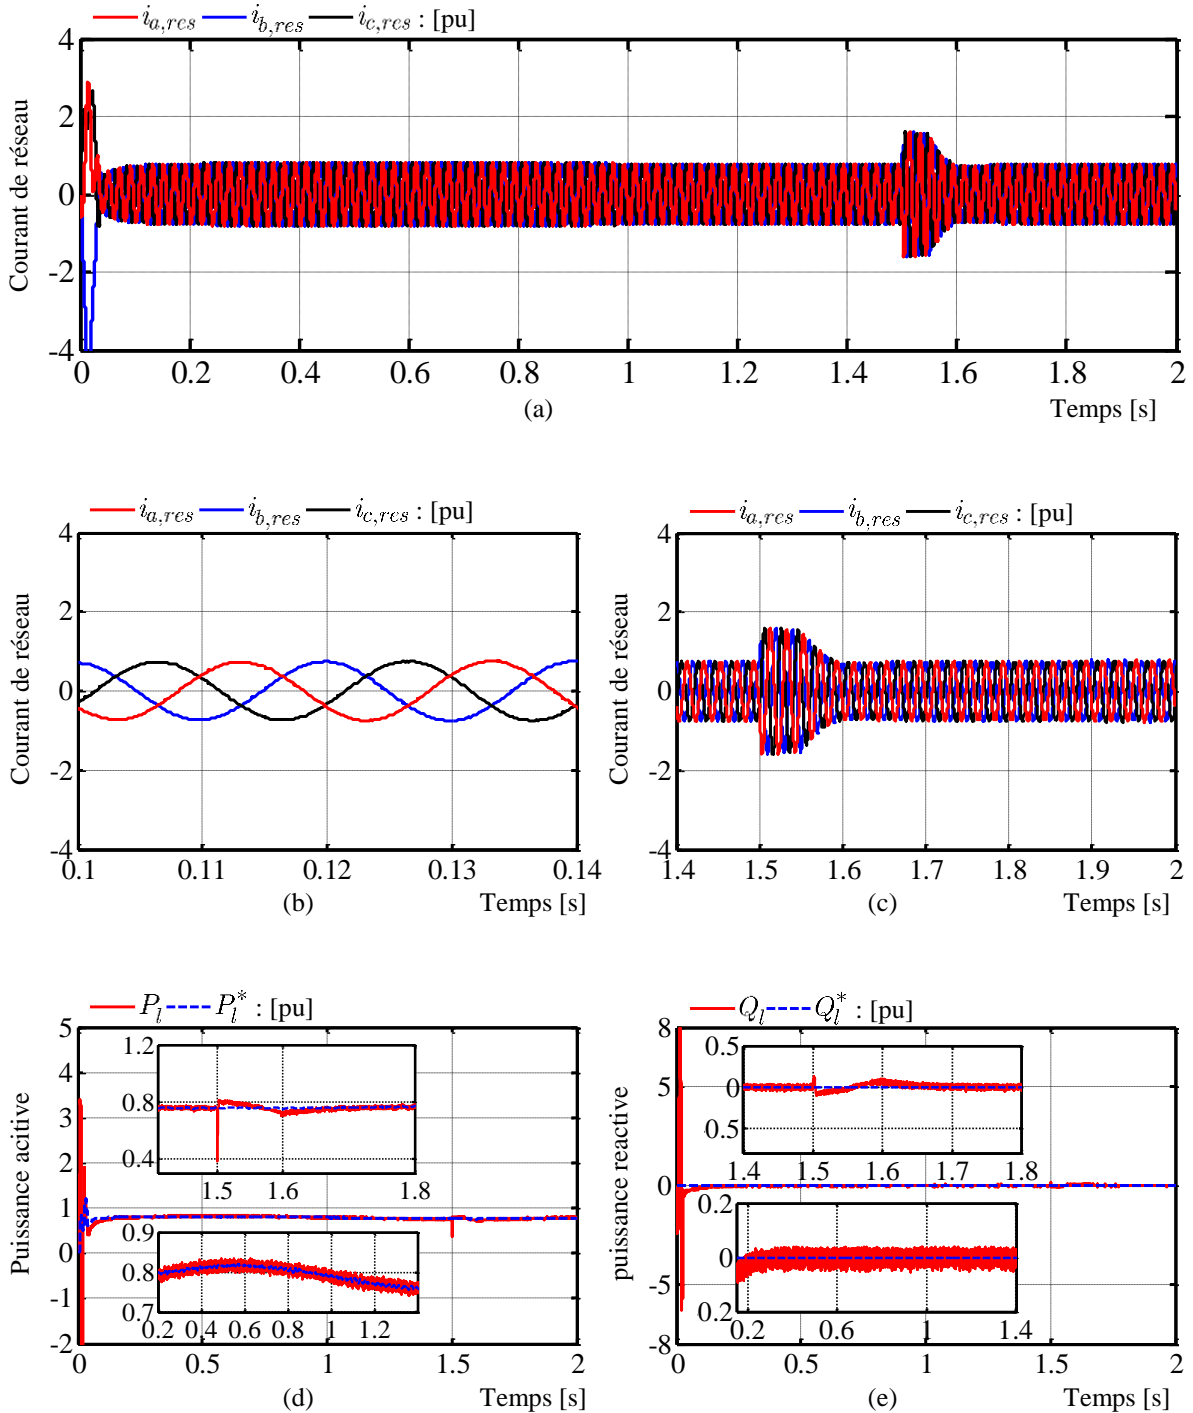 i_{a,res} i_{b,res} i_{c,res} : [pu]
4
2
0
-2
-4
Courant de réseau
0 0.2 0.4 0.6 0.8 1 1.2 1.4 1.6 1.8 2
(a) Temps [s]
i_{a,res} i_{b,res} i_{c,res} : [pu]
4
2
0
-2
-4
Courant de réseau
0.1 0.11 0.12 0.13 0.14
(b) Temps [s]
i_{a,res} i_{b,res} i_{c,res} : [pu]
4
2
0
-2
-4
Courant de réseau
1.4 1.5 1.6 1.7 1.8 1.9 2
(c) Temps [s]
P_l P_l^* : [pu]
5
4
3
2
1
0
-1
-2
Puissance acitive
1.2
0.8
0.4
1.5 1.6 1.8
0.9
0.8
0.7
0.2 0.4 0.6 0.8 1 1.2
0 0.5 1 1.5 2
(d) Temps [s]
Q_l Q_l^* : [pu]
8
5
0
-5
-8
puissance reactive
0.5
0
0.5
1.4 1.5 1.6 1.7 1.8
0.2
0
0.2
0.2 0.6 1 1.4
0 0.5 1 1.5 2
(e) Temps [s]